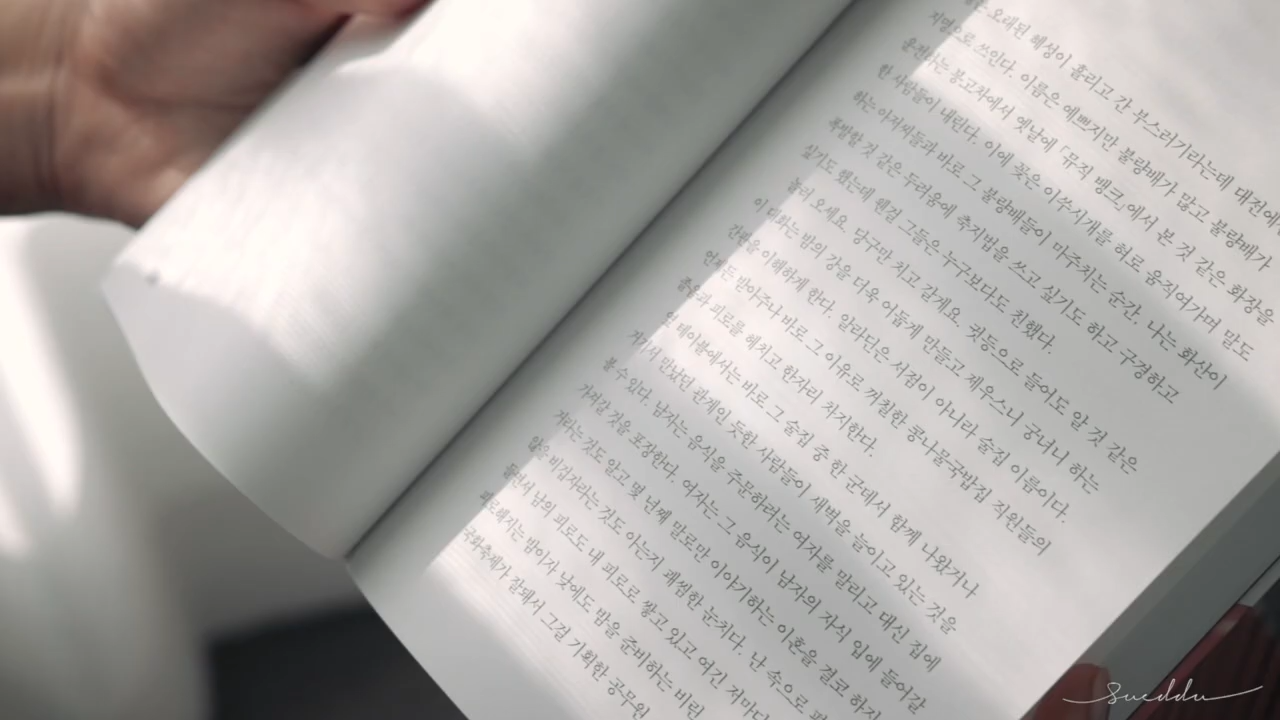 은 오래된 혜성이 흘리고 간 부스러기라는데 대전에서
지명으로 쓰인다. 이름은 예쁘지만 불량배가 많고 불량배가
운전하는 봉고차에서 옛날에 『뮤직 뱅크』에서 본 것 같은 화장을
한 사람들이 내린다. 이에 꽂은 이쑤시개를 혀로 움직여가며 말도
하는 아저씨들과 바로 그 불량배들이 마주치는 순간. 나는 화산이
폭발할 것 같은 두려움에 축지법을 쓰고 싶기도 하고 구경하고
싶기도 했는데 웬걸 그들은 누구보다도 친했다.
놀러 오세요. 당구만 치고 갈게요. 귓등으로 들어도 알 것 같은
이 대화는 밤의 강을 더욱 어둡게 만들고 제우스니 궁녀니 하는
간판을 이해하게 한다. 알라딘은 서점이 아니라 술집 이름이다.
언제든 받아주나 바로 그 이유로 까칠한 콩나물국밥집 직원들의
졸음과 피로를 헤치고 한자리 차지한다.
옆 테이블에서는 바로 그 술집 중 한 군데서 함께 나왔거나
거기서 만났던 관계인 듯한 사람들이 새벽을 늘이고 있는 것을
볼 수 있다. 남자는 음식을 주문하려는 여자를 말리고 대신 집에
가져갈 것을 포장한다. 여자는 그 음식이 남자의 자식 입에 들어갈
거라는 것도 알고 몇 년째 말로만 이야기하는 이혼을 결코 하지
않을 비겁자라는 것도 아는지 괘씸한 눈치다. 난 속으로
들면서 남의 피로도 내 피로로 쌓고 있고 여긴 저마다
피로해지는 밤이자 낮에도 밤을 준비하는 비린
국화축제가 잘돼서 그걸 기획한 공무원
Sueddu